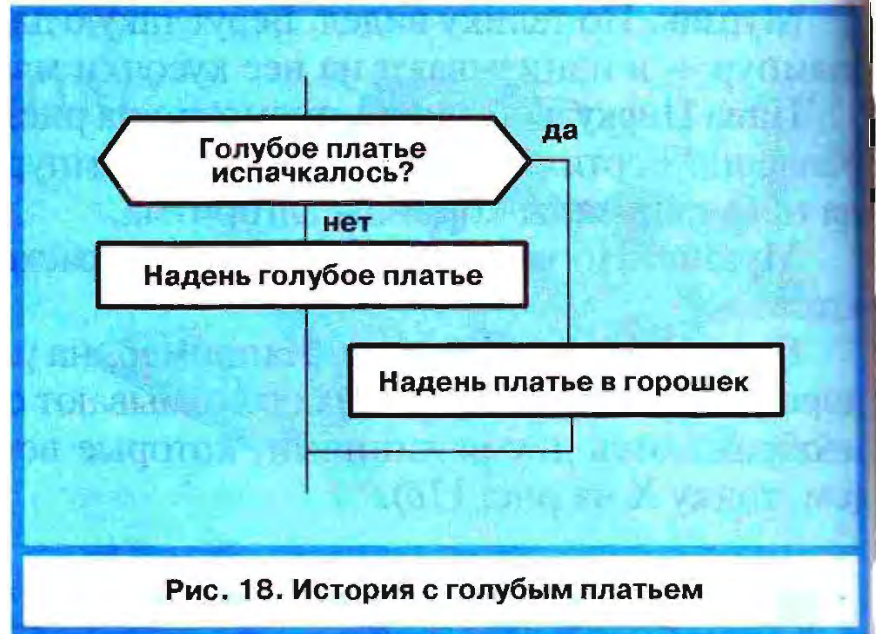 Голубое платье
испачкалось?
да
нет
Надень голубое платье
Надень платье в горошек
Рис. 18. История с голубым платьем